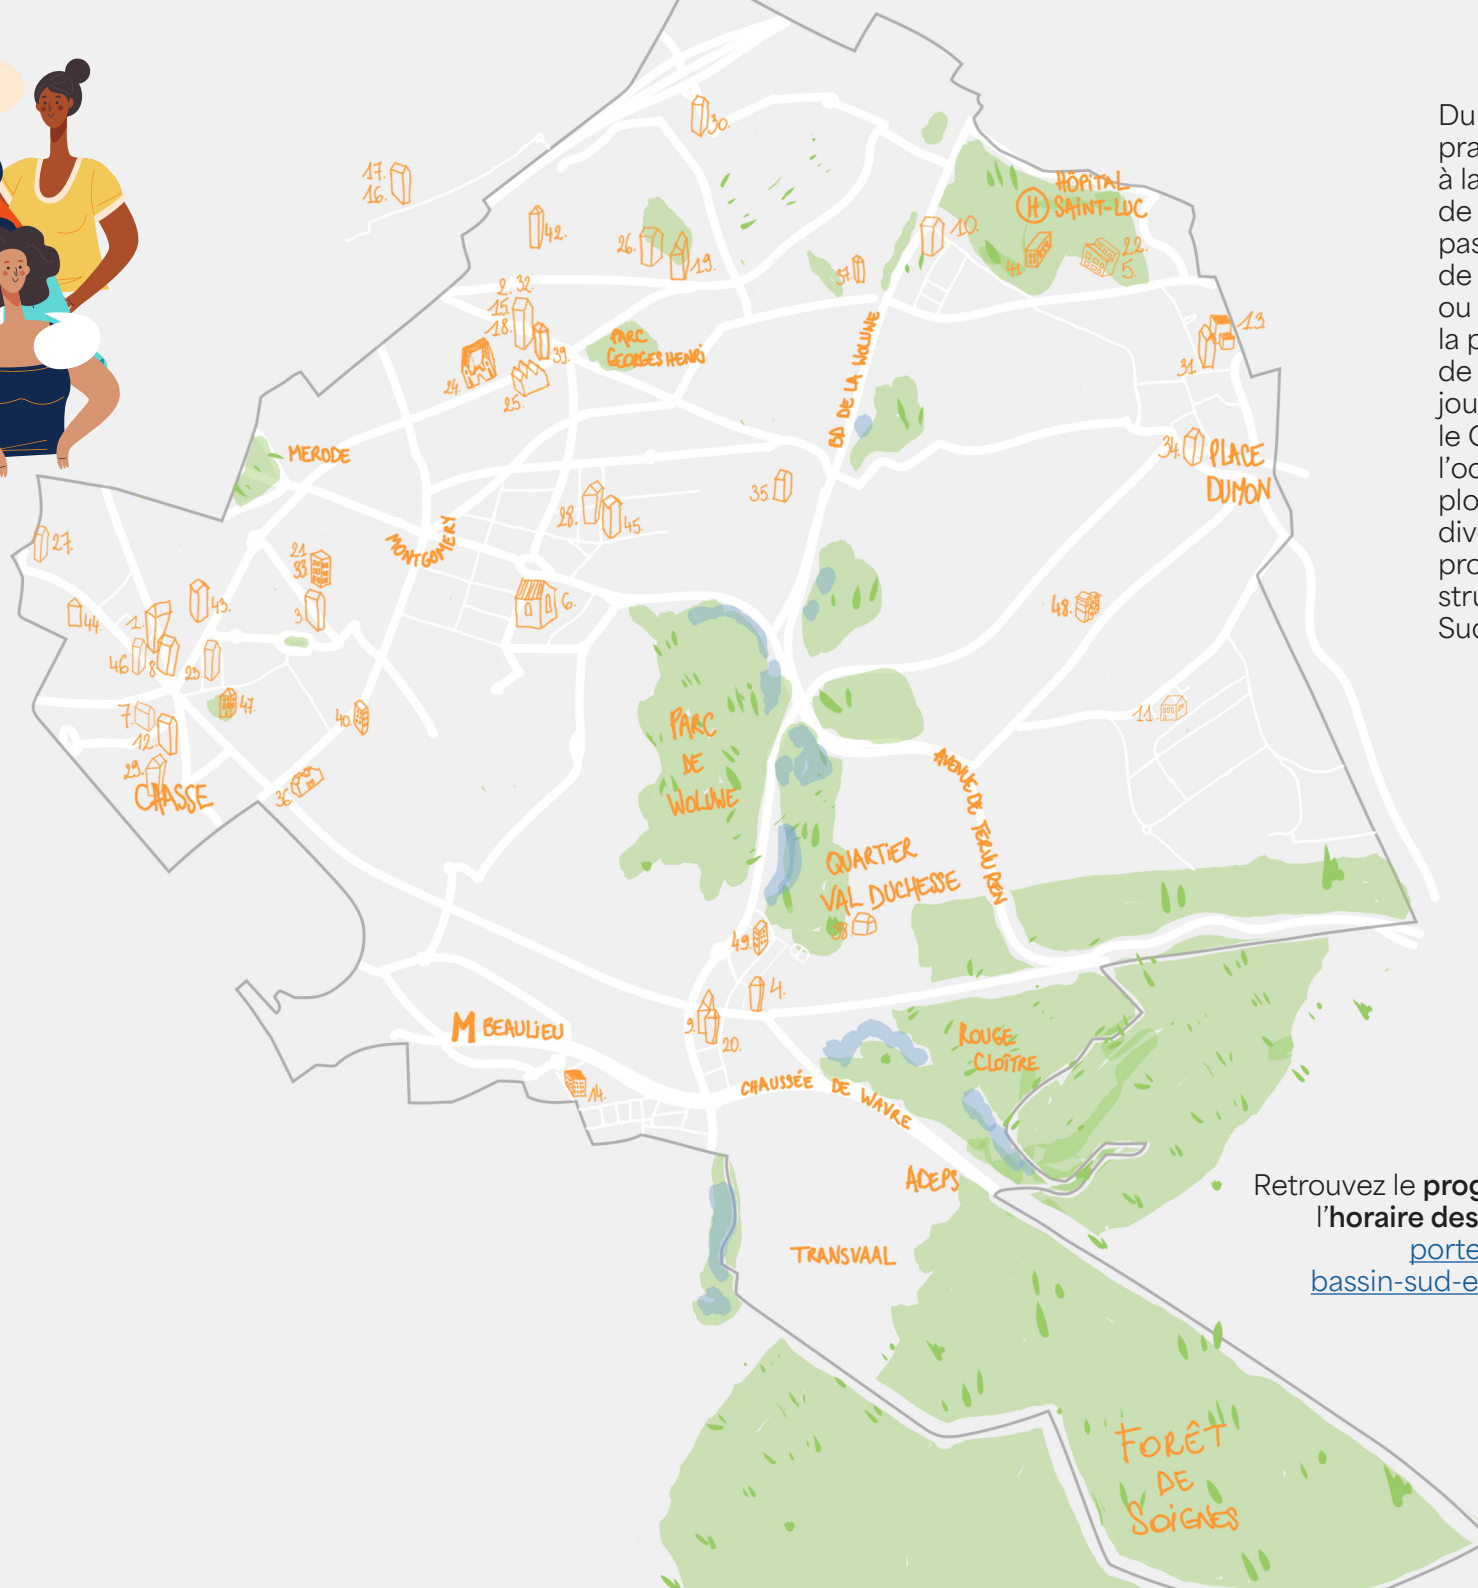 30.
17.
16.
HÔPITAL
H SAINT-LUC
42.
26.
19.
10.
37.
41.
22.
5.
2. 32.
15.
18.
39.
24.
25.
PARC
GEORGES HENRI
BD DE LA WOLUWE
13.
31.
MERODE
34.
PLACE
DUMON
35.
28.
45.
MONTGOMERY
27.
21.
33.
3.
6.
43.
44.
1.
46.
8.
23.
48.
7.
47.
40.
11.
12.
29.
CHASSE
36.
PARC
DE
WOLUWE
AVENUE DE TERVUREN
QUARTIER
VAL DUCHESSE
38.
49.
4.
9.
20.
M BEAULIEU
14.
ROUGE
CLOÎTRE
CHAUSSÉE DE WAVRE
ADEPS
TRANSVAAL
FORÊT
DE
SOIGNES
Du
pra
à la
de
pas
de
ou
la p
de
jou
le C
l'oc
plo
dive
pro
stru
Suc
Retrouvez le prog
l'horaire des
porte
bassin-sud-e